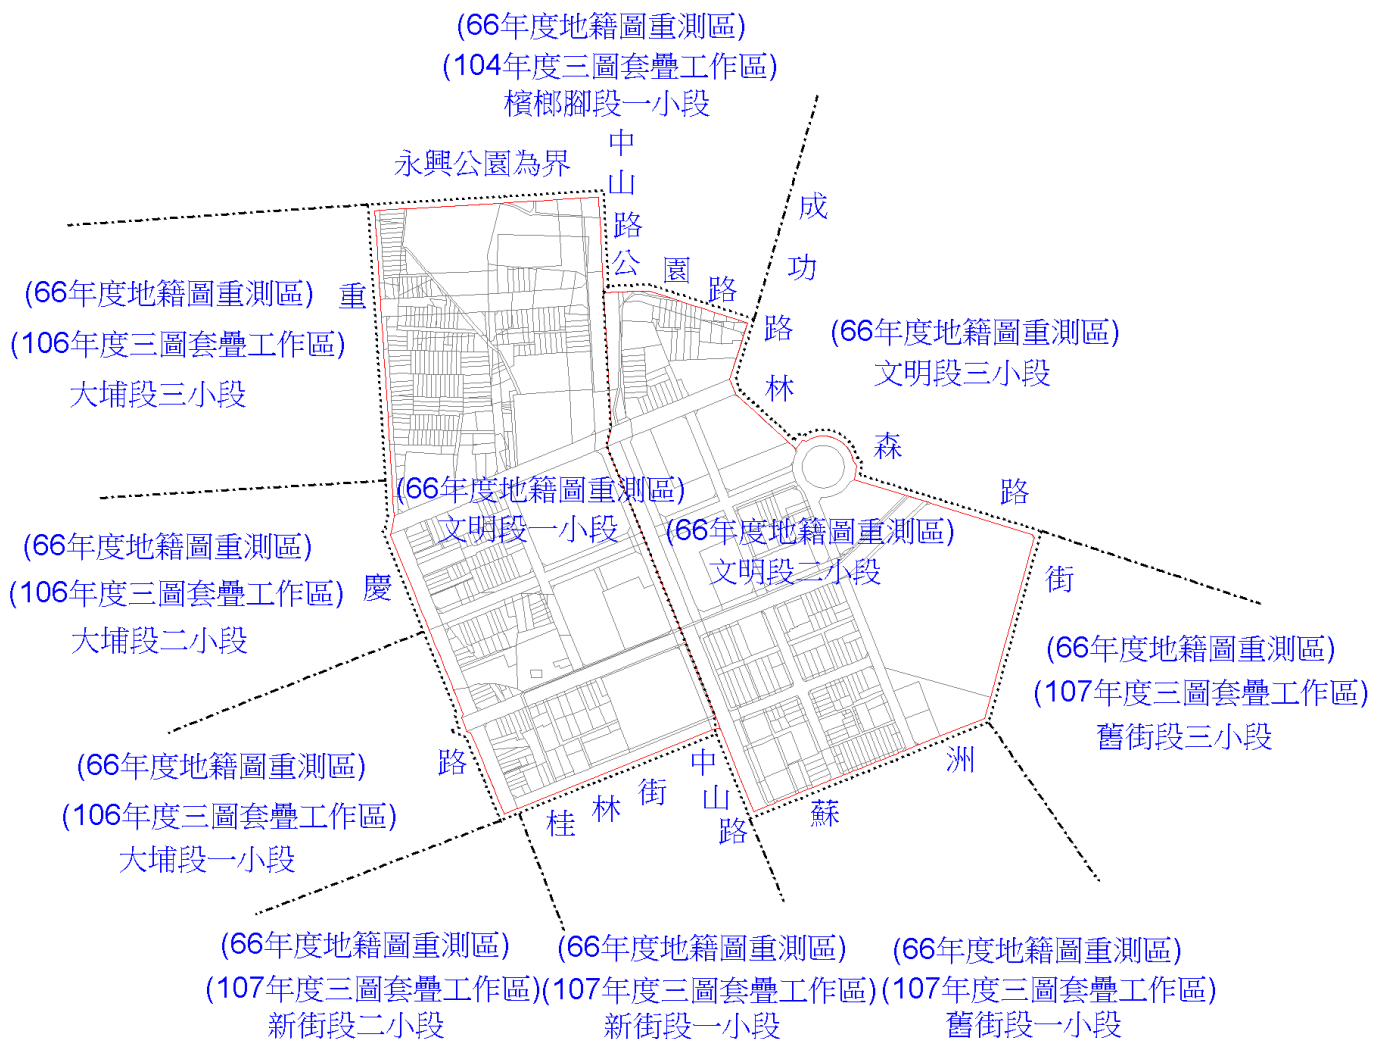 (66年度地籍圖重測區)
(104年度三圖套疊工作區)
檳榔腳段一小段
永興公園為界
中山路
公園路
成功路
(66年度地籍圖重測區)
(106年度三圖套疊工作區)
大埔段三小段
重慶路
(66年度地籍圖重測區)
文明段三小段
林森路
(66年度地籍圖重測區)
文明段一小段
(66年度地籍圖重測區)
文明段二小段
(66年度地籍圖重測區)
(106年度三圖套疊工作區)
大埔段二小段
街
洲
蘇
(66年度地籍圖重測區)
(107年度三圖套疊工作區)
舊街段三小段
(66年度地籍圖重測區)
(106年度三圖套疊工作區)
大埔段一小段
桂林街
中山路
(66年度地籍圖重測區)
(107年度三圖套疊工作區)
新街段二小段
(66年度地籍圖重測區)
(107年度三圖套疊工作區)
新街段一小段
(66年度地籍圖重測區)
(107年度三圖套疊工作區)
舊街段一小段